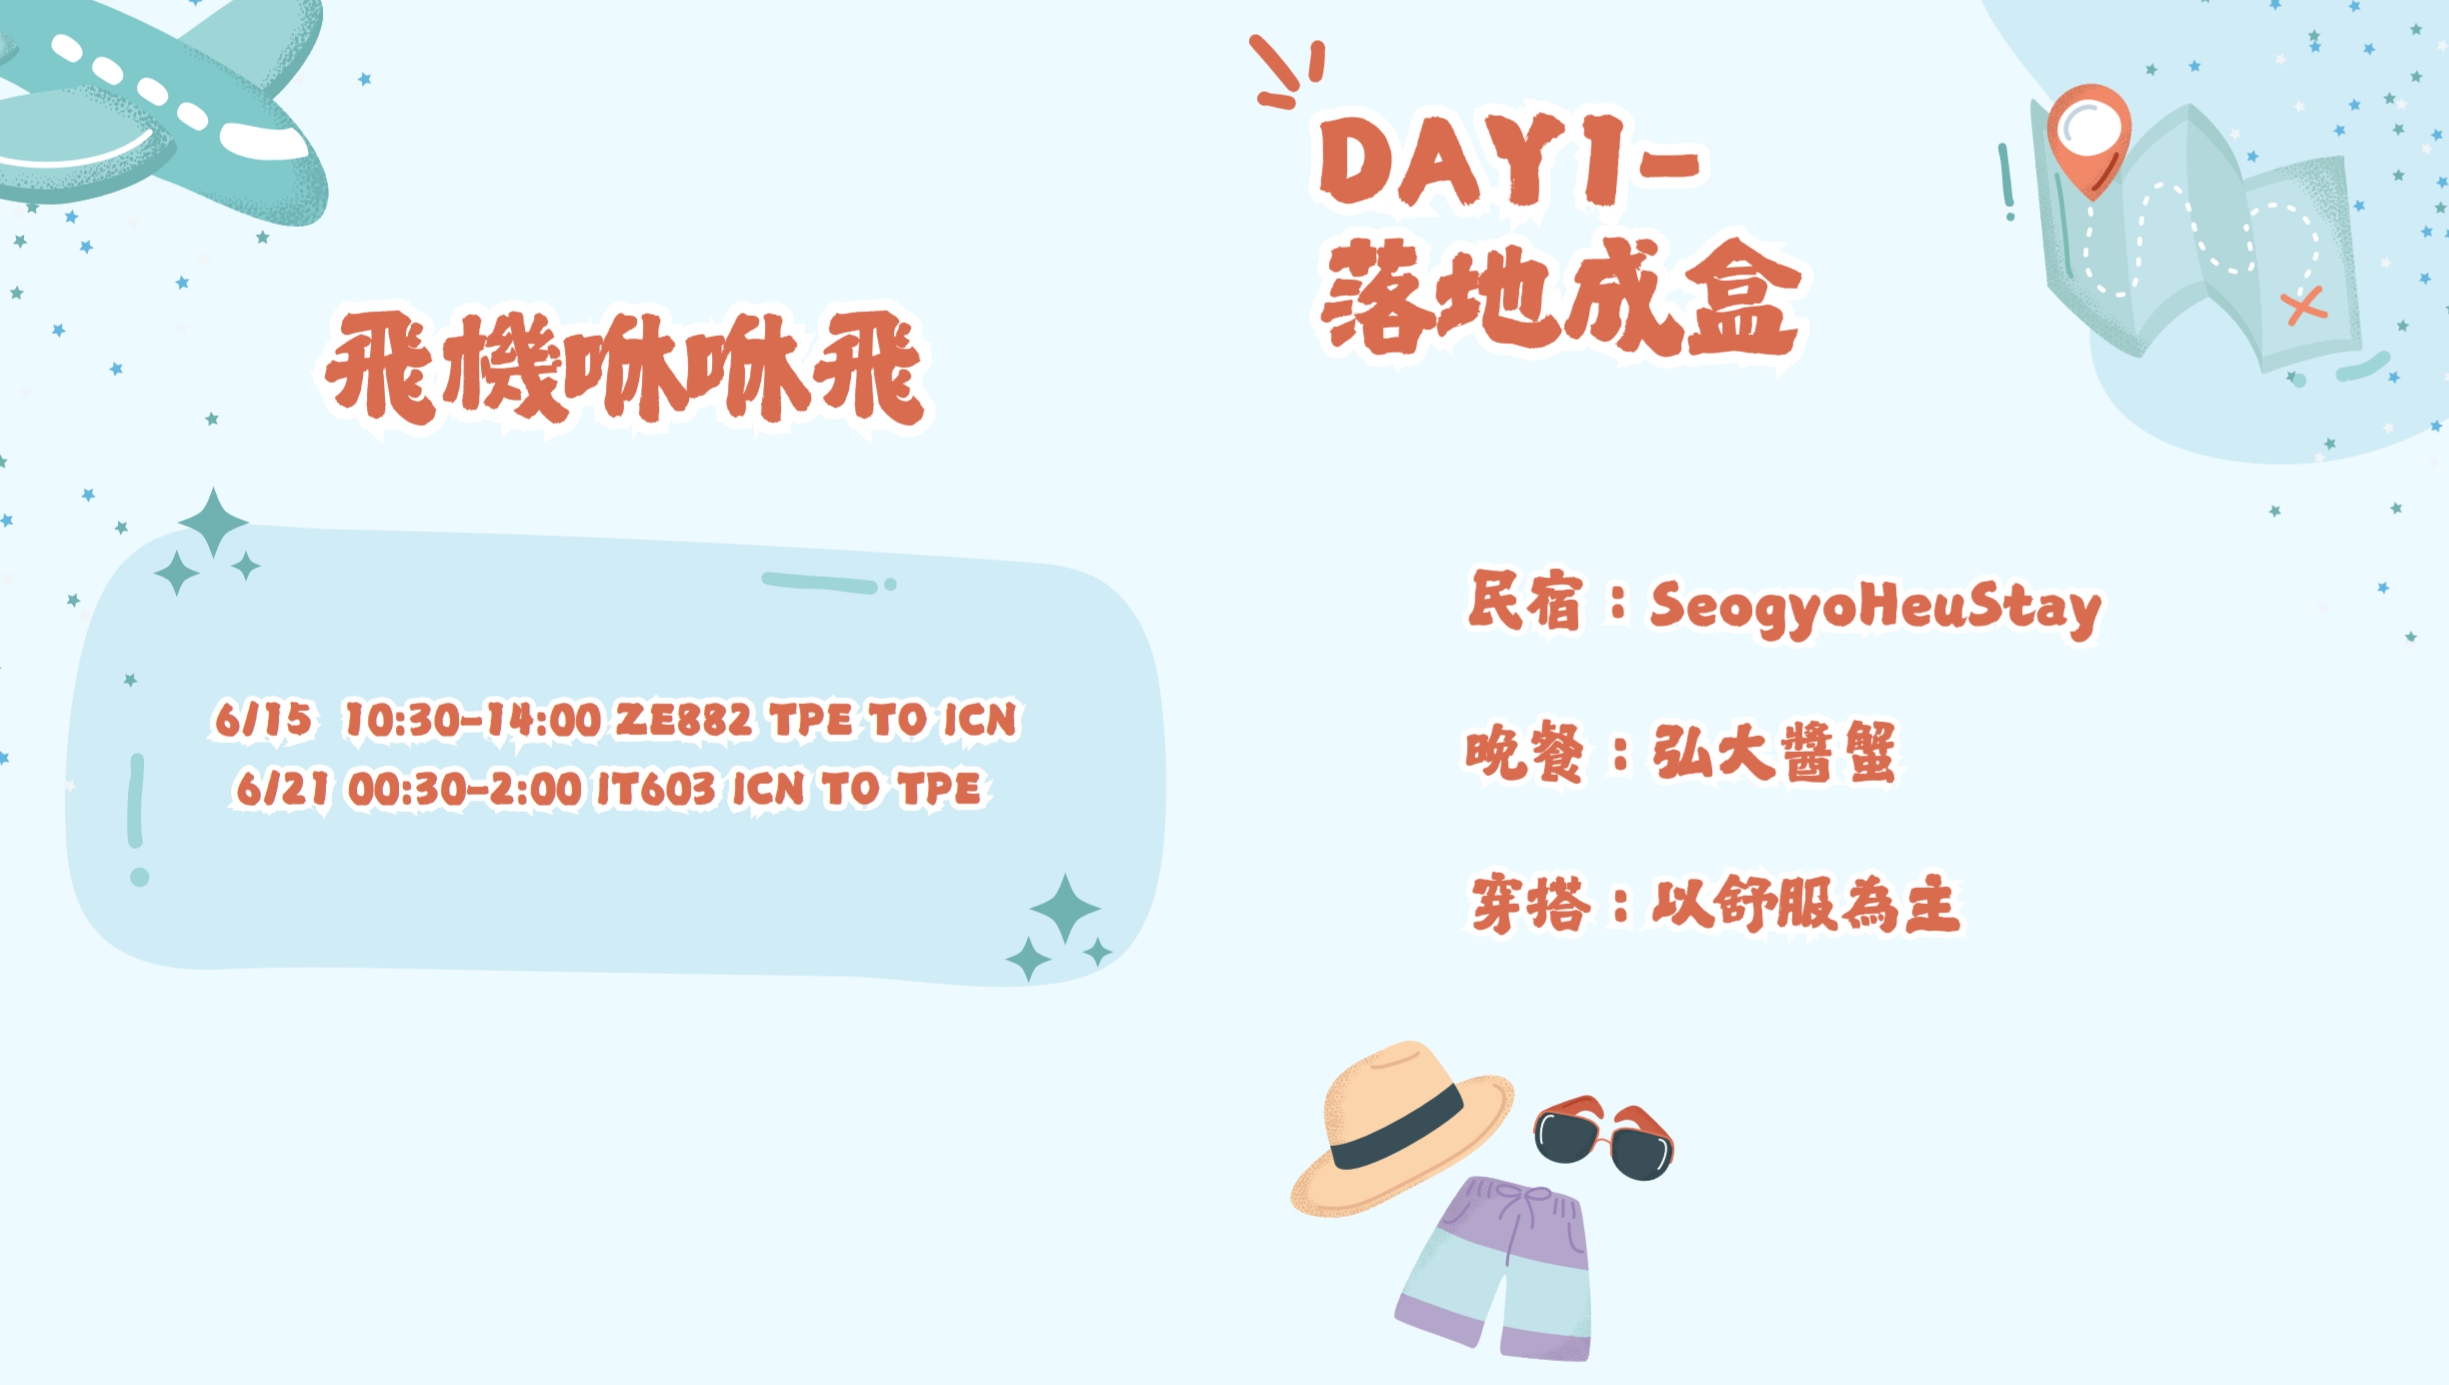 飛機咻咻飛
6/15 10:30-14:00 ZE882 TPE TO ICN
6/21 00:30-2:00 IT603 ICN TO TPE
DAY1-
落地成盒
民宿：SeogyoHeuStay
晚餐：弘大醬蟹
穿搭：以舒服為主